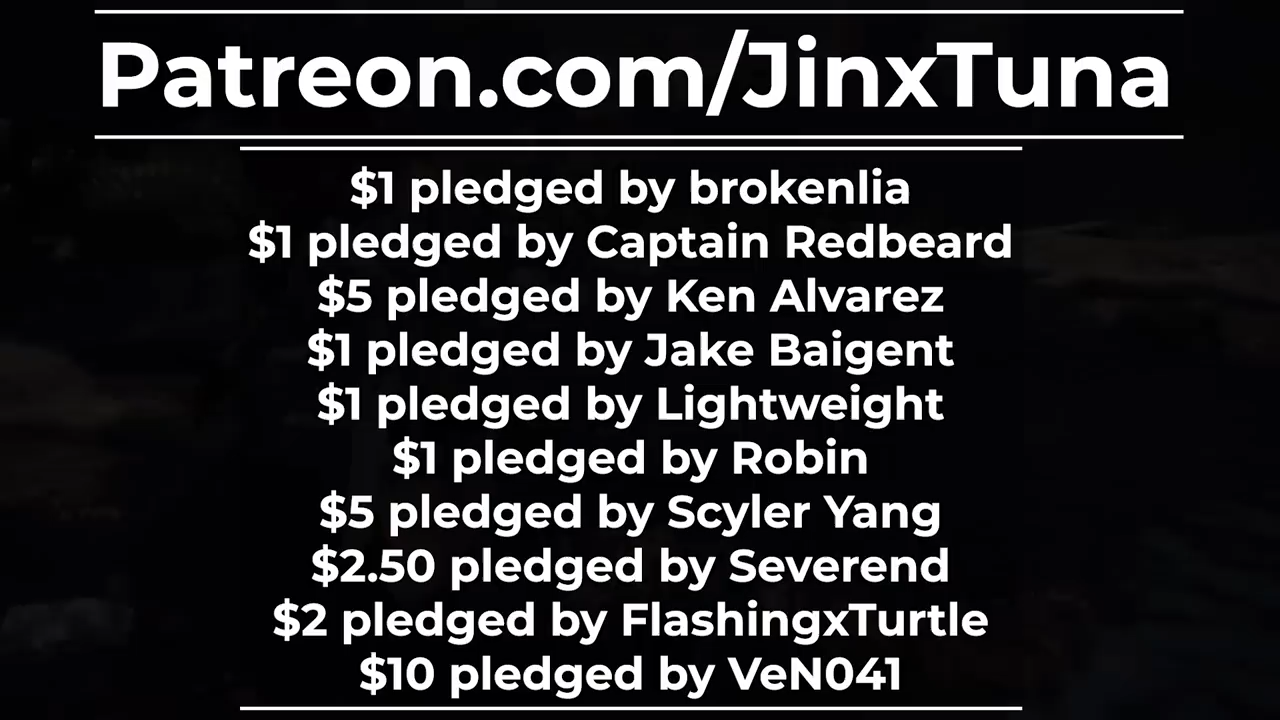 Patreon.com/JinxTuna
$1 pledged by brokenlia
$1 pledged by Captain Redbeard
$5 pledged by Ken Alvarez
$1 pledged by Jake Baigent
$1 pledged by Lightweight
$1 pledged by Robin
$5 pledged by Scyler Yang
$2.50 pledged by Severend
$2 pledged by FlashingxTurtle
$10 pledged by VeN041